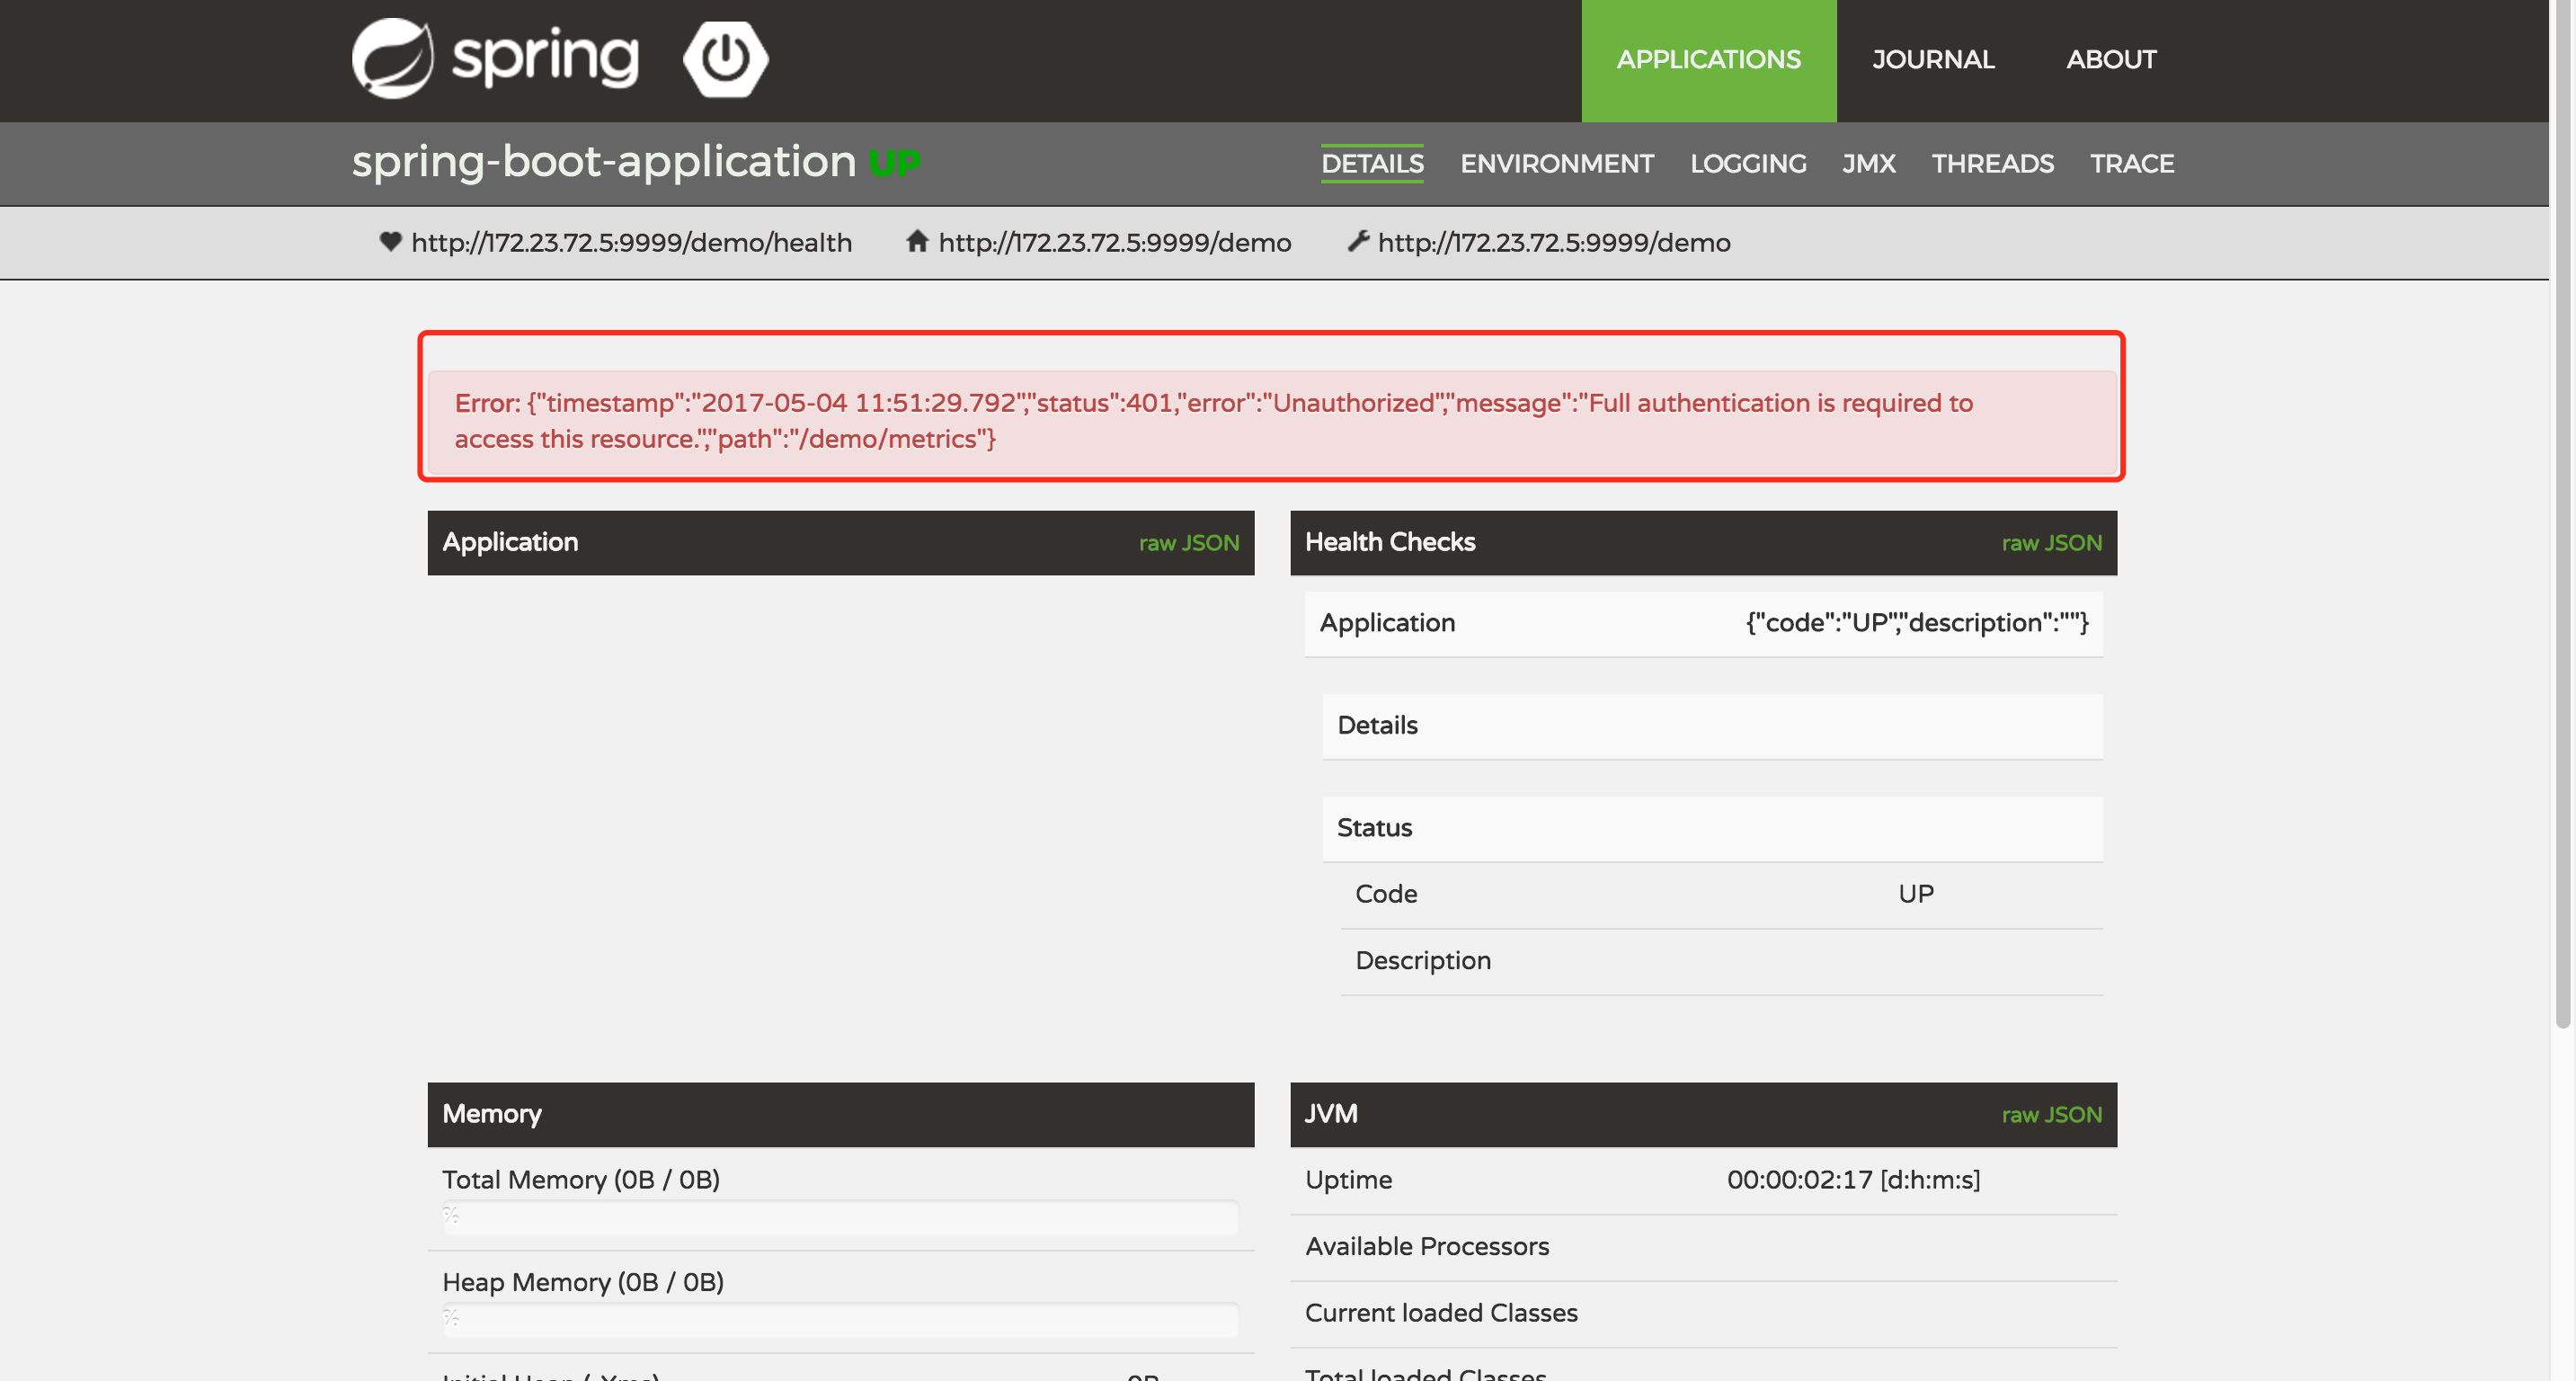 spring
APPLICATIONS
JOURNAL
ABOUT
spring-boot-application UP
DETAILS
ENVIRONMENT
LOGGING
JMX
THREADS
TRACE
http://172.23.72.5:9999/demo/health
http://172.23.72.5:9999/demo
http://172.23.72.5:9999/demo
Error: {"timestamp":"2017-05-04 11:51:29.792","status":401,"error":"Unauthorized","message":"Full authentication is required to
access this resource.","path":"/demo/metrics"}
Application
raw JSON
Health Checks
raw JSON
Application
{"code":"UP","description":""}
Details
Status
Code
UP
Description
Memory
Total Memory (0B / 0B)
%
Heap Memory (0B / 0B)
%
Initial Heap (-Xms)
0B
JVM
raw JSON
Uptime
00:00:02:17 [d:h:m:s]
Available Processors
Current loaded Classes
Total loaded Classes